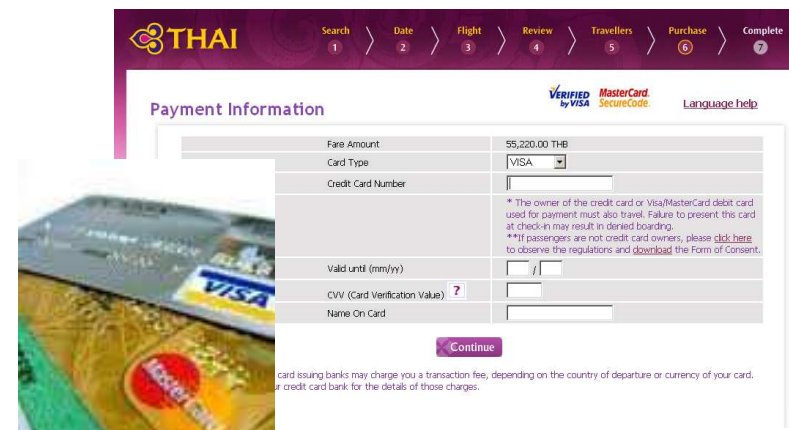 THAI
Search Date Flight Review Travellers Purchase Complete
1 2 3 4 5 6 7
Payment Information
VERIFIED by VISA
MasterCard. SecureCode.
Language help
Fare Amount 55,220.00 THB
Card Type VISA
Credit Card Number
* The owner of the credit card or Visa/MasterCard debit card
used for payment must also travel. Failure to present this card
at check-in may result in denied boarding.
**If passengers are not credit card owners, please click here
to observe the regulations and download the Form of Consent.
Valid until (mm/yy) /
CVV (Card Verification Value) ?
Name On Card
Continue
card issuing banks may charge you a transaction fee, depending on the country of departure or currency of your card.
credit card bank for the details of those charges.
VISA
MasterCard